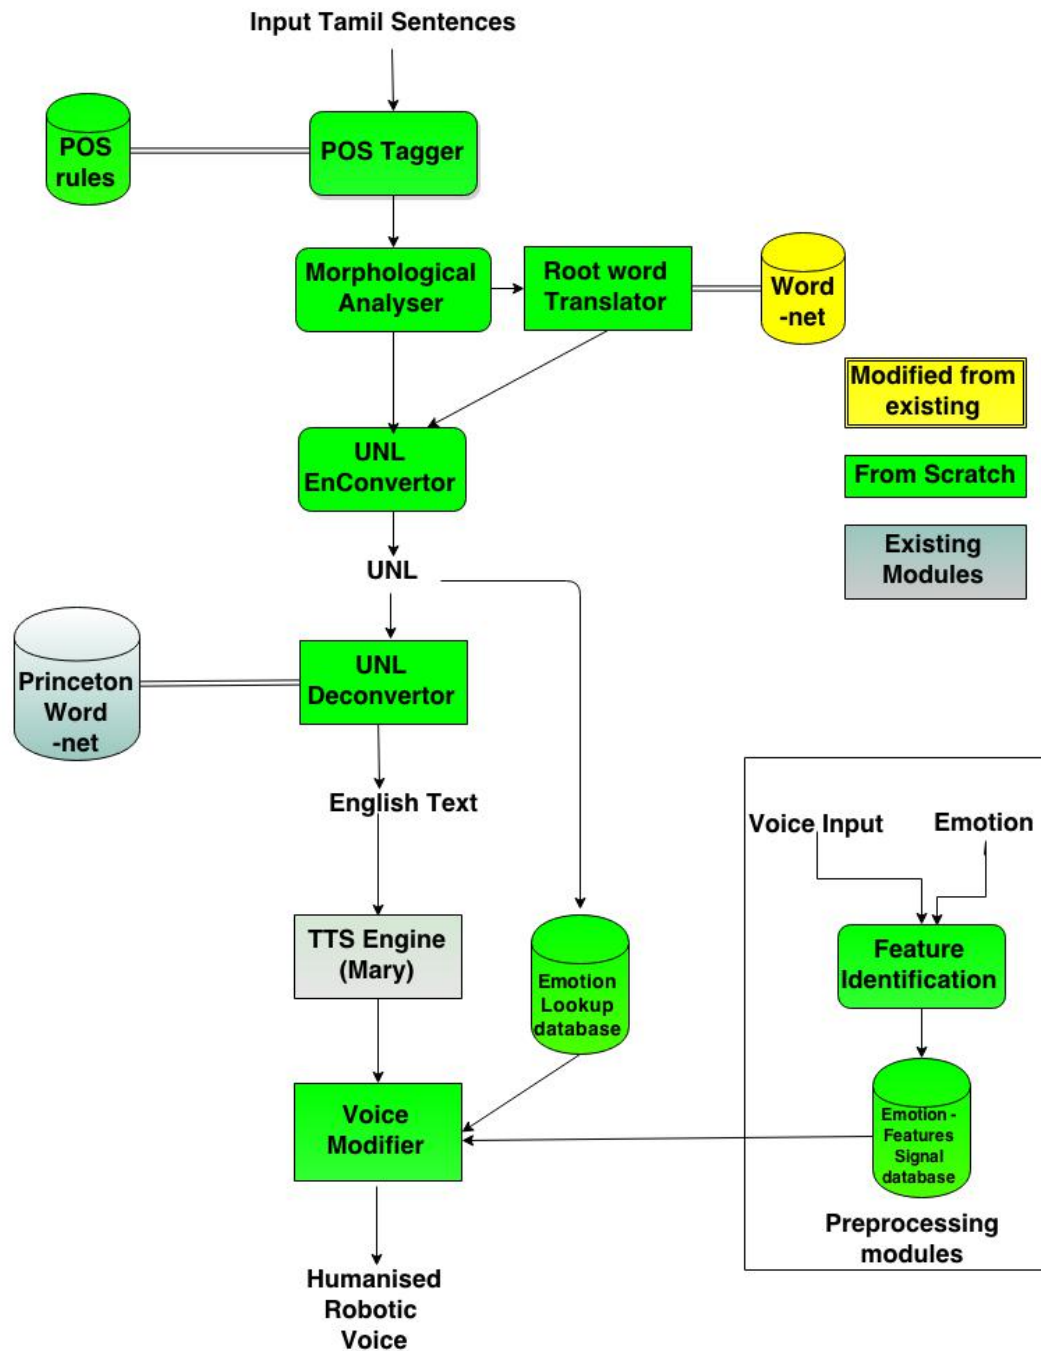 Input Tamil Sentences
POS
rules
POS Tagger
Morphological
Analyser
Root word
Translator
Word
-net
Modified from
existing
From Scratch
Existing
Modules
UNL
EnConvertor
UNL
Princeton
Word
-net
UNL
Deconvertor
English Text
Voice Input
Emotion
TTS Engine
(Mary)
Emotion
Lookup
database
Feature
Identification
Voice
Modifier
Emotion -
Features
Signal
database
Preprocessing
modules
Humanised
Robotic
Voice